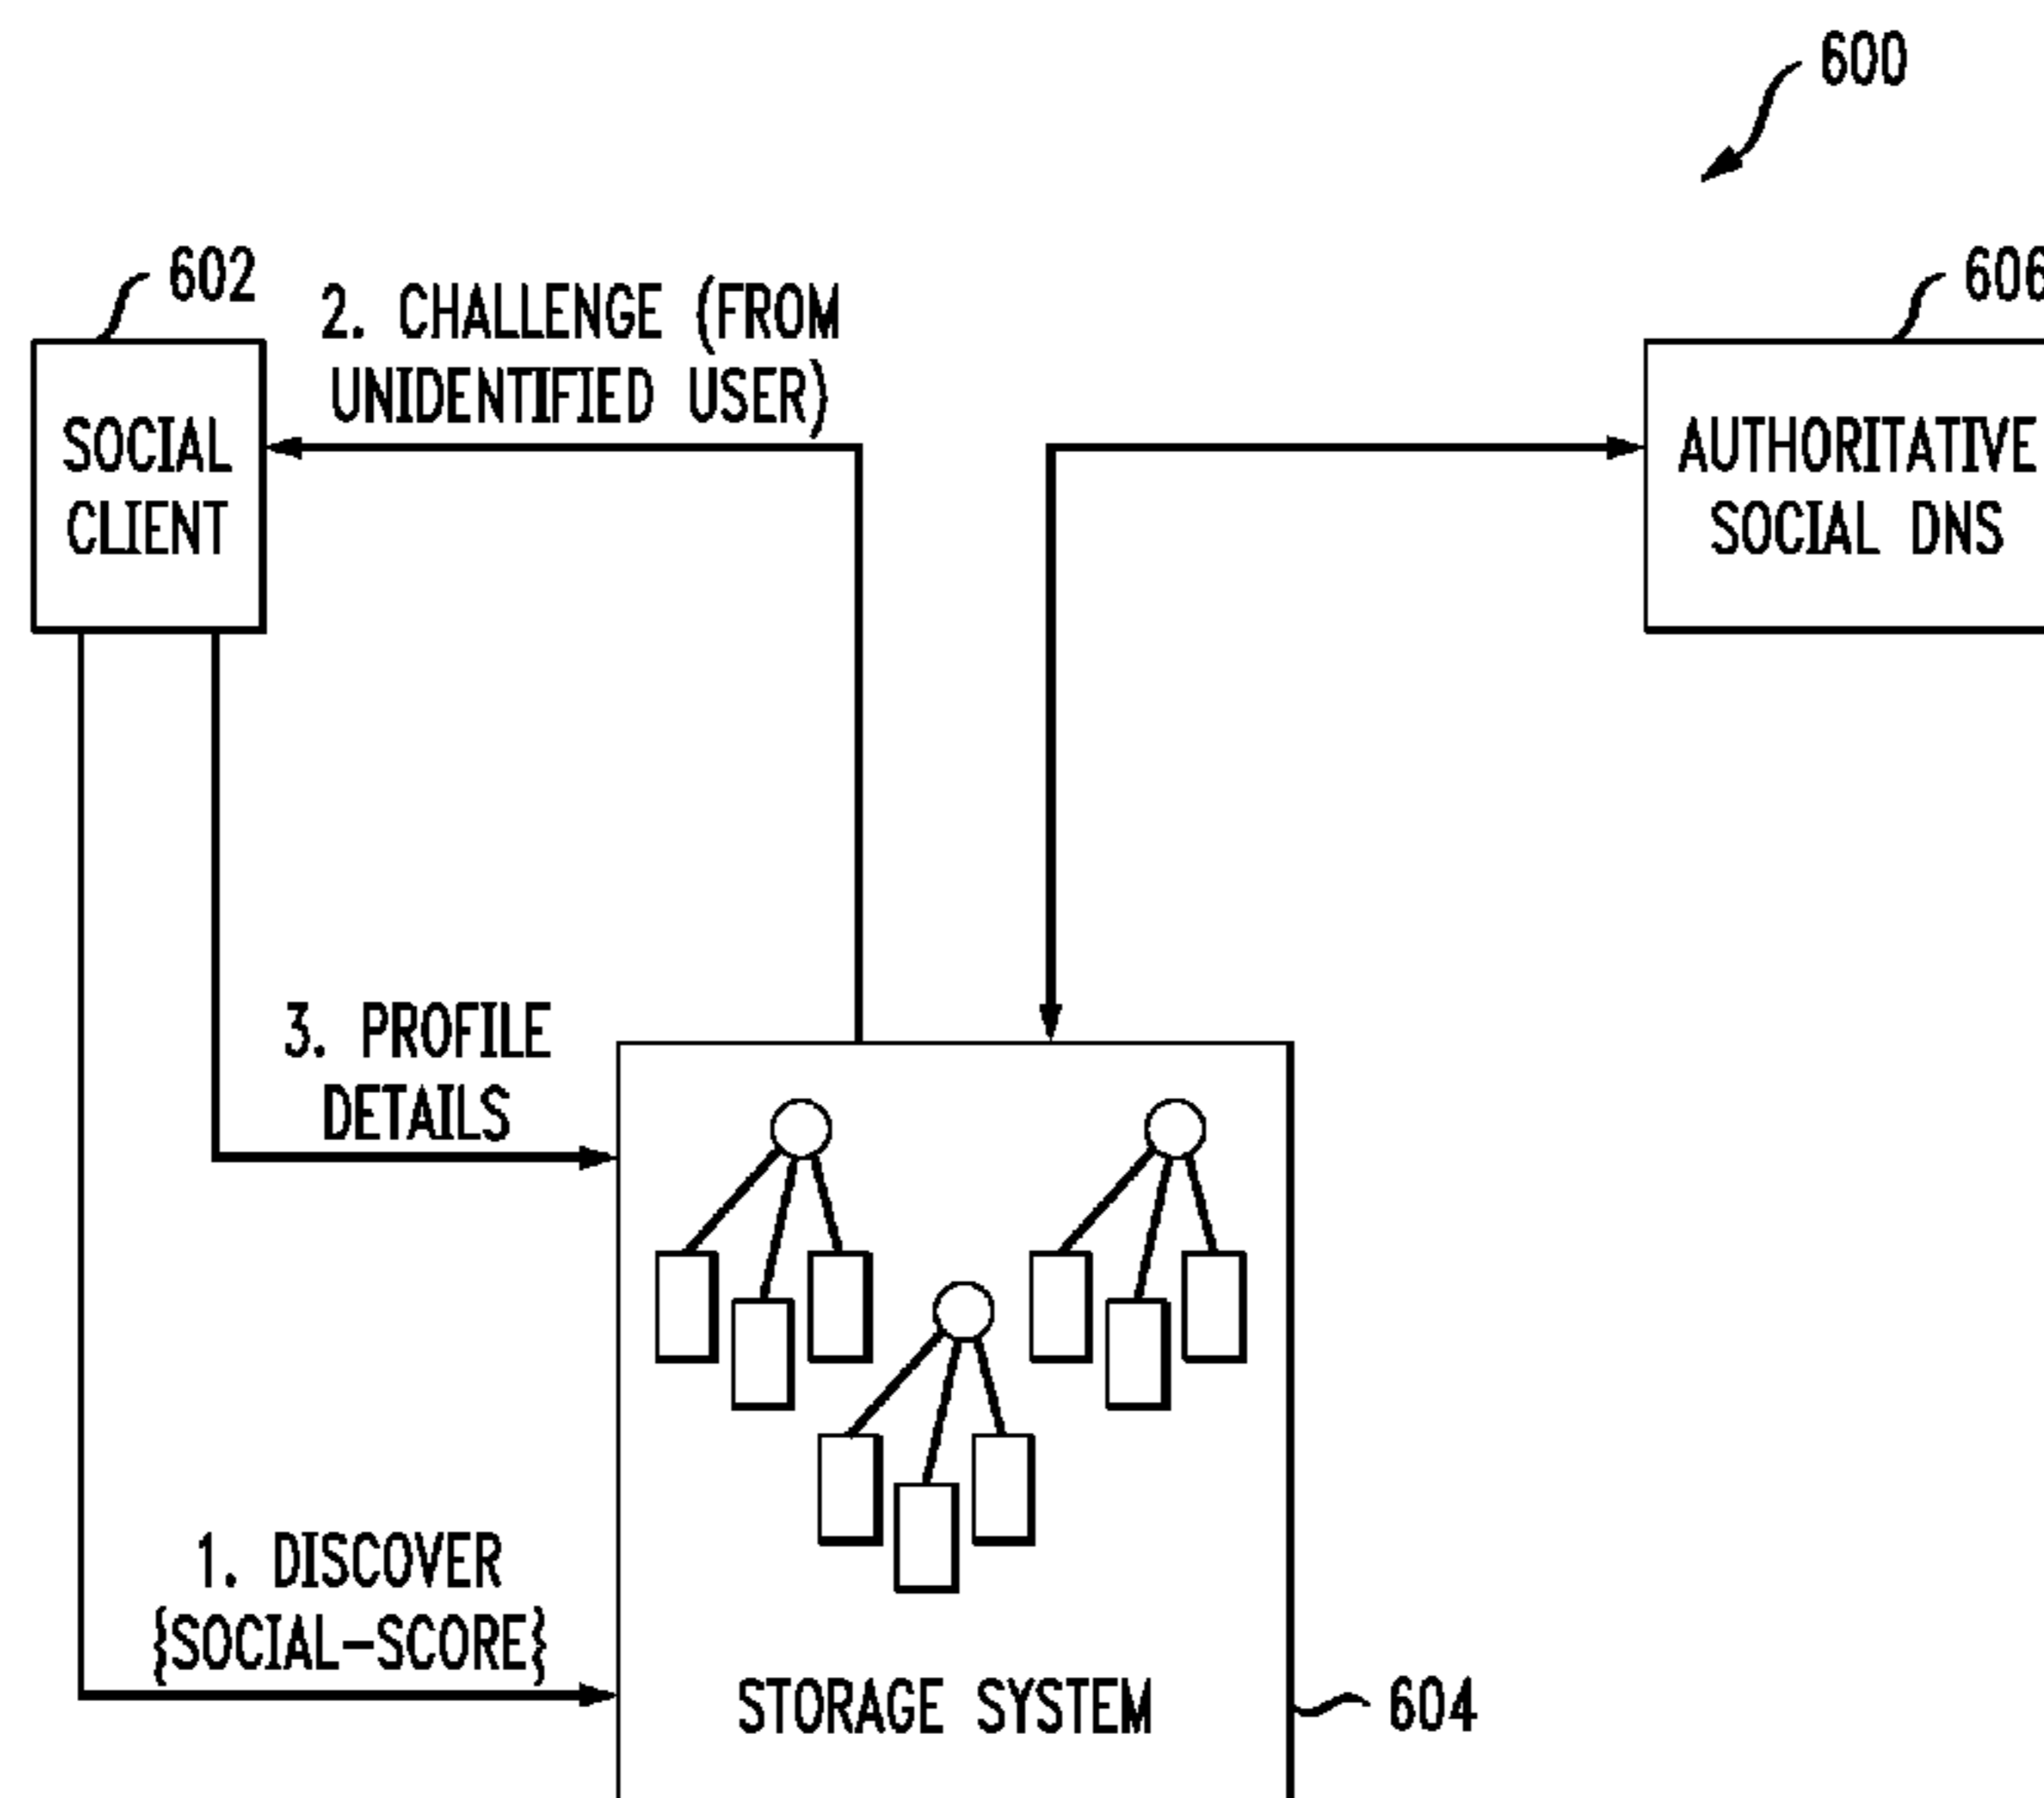 600
602
2. CHALLENGE (FROM
UNIDENTIFIED USER)
606
SOCIAL
CLIENT
AUTHORITATIVE
SOCIAL DNS
3. PROFILE
DETAILS
1. DISCOVER
{SOCIAL-SCORE}
STORAGE SYSTEM
604